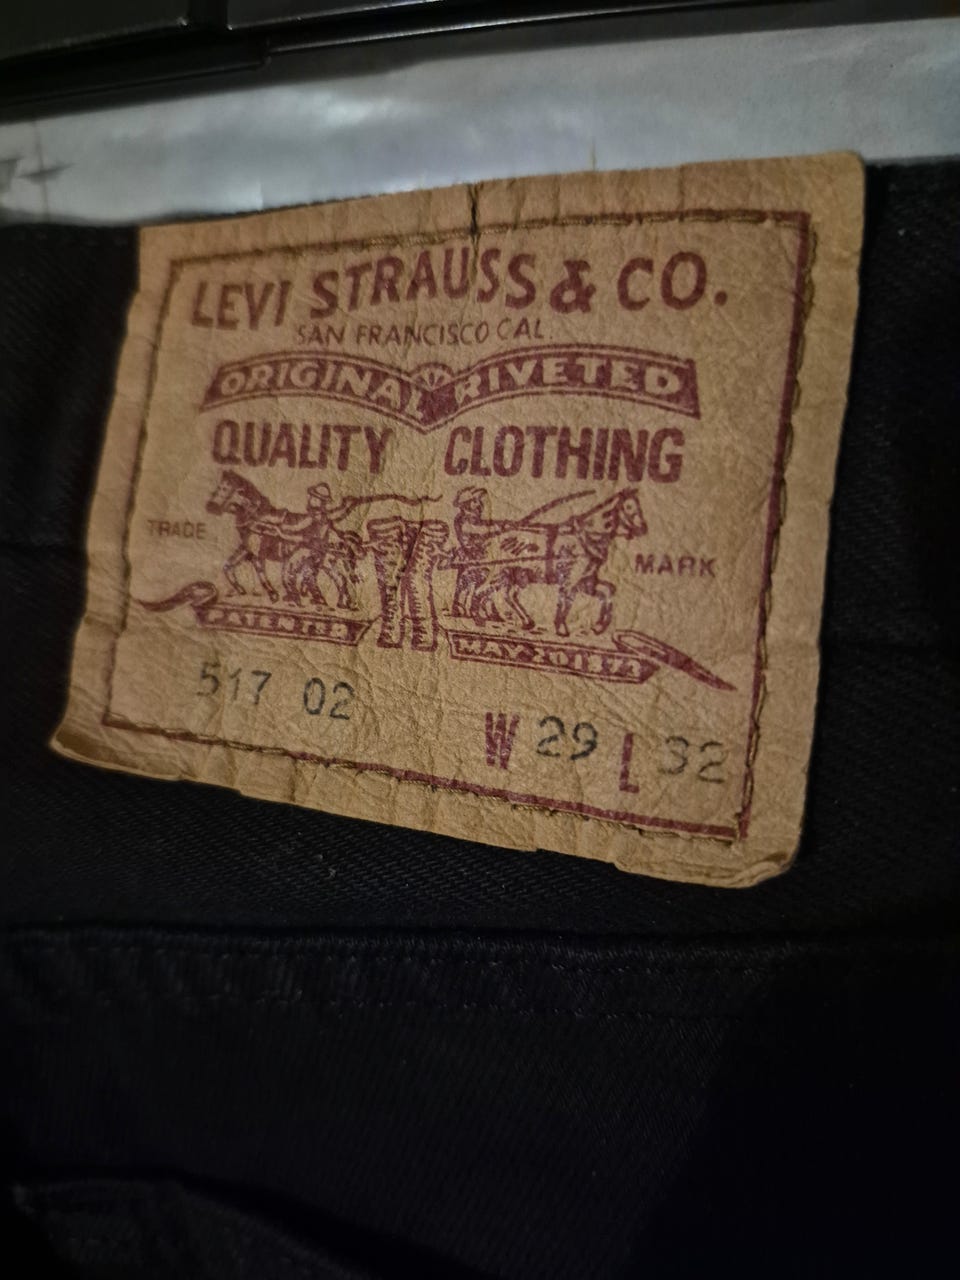 LEVI STRAUSS & CO.
SAN FRANCISCO CAL.
ORIGINAL RIVETED
QUALITY CLOTHING
TRADE MARK
PATENTED MAY 20 1873
517 02
W 29 L 32